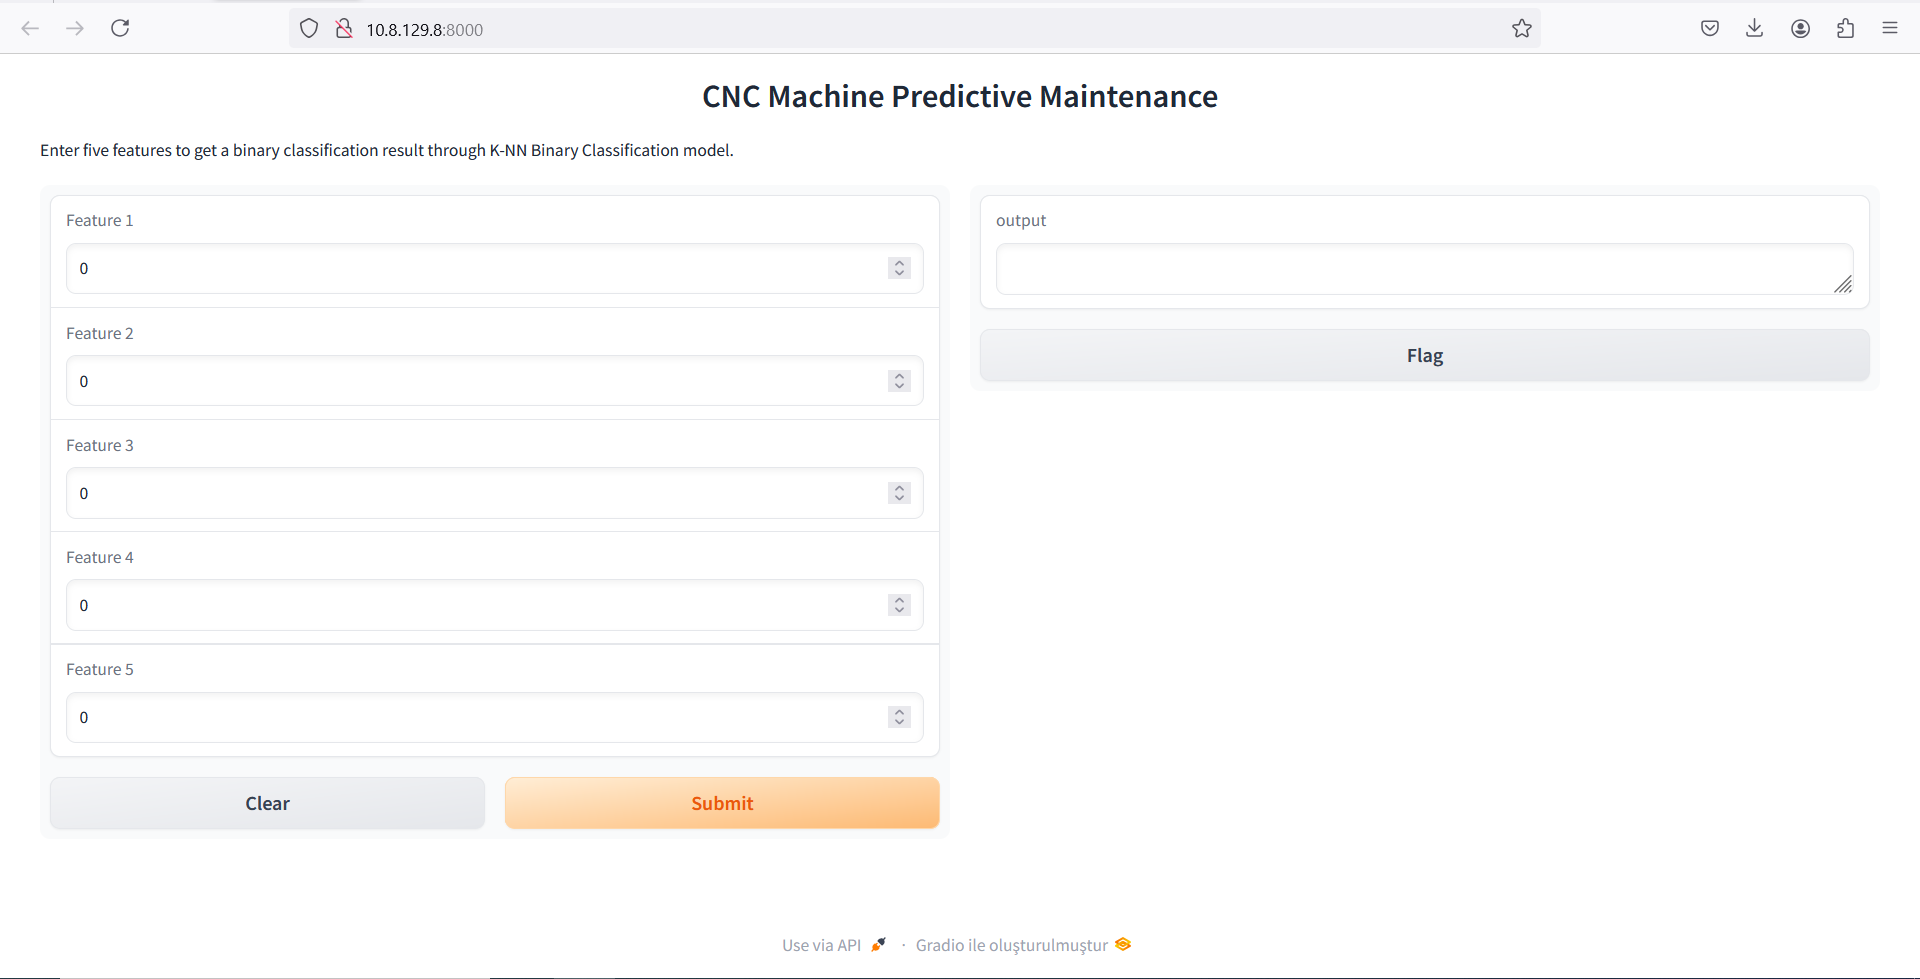 10.8.129.8:8000
CNC Machine Predictive Maintenance
Enter five features to get a binary classification result through K-NN Binary Classification model.
Feature 1
0
Feature 2
0
Feature 3
0
Feature 4
0
Feature 5
0
Clear
Submit
output
Flag
Use via API · Gradio ile oluşturulmuştur